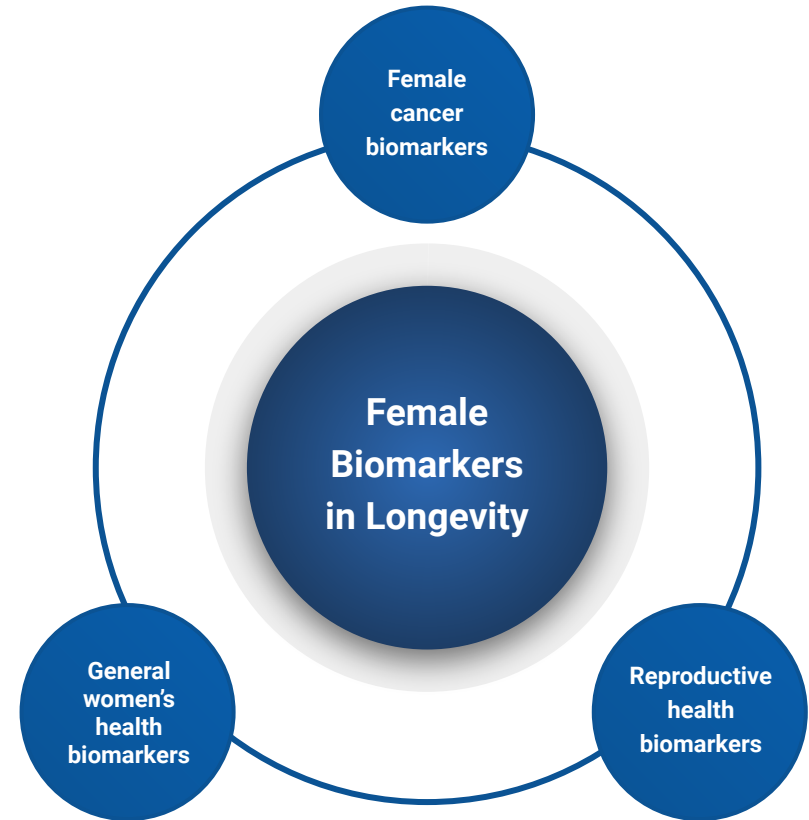 Female
cancer
biomarkers
Female
Biomarkers
in Longevity
General
women’s
health
biomarkers
Reproductive
health
biomarkers